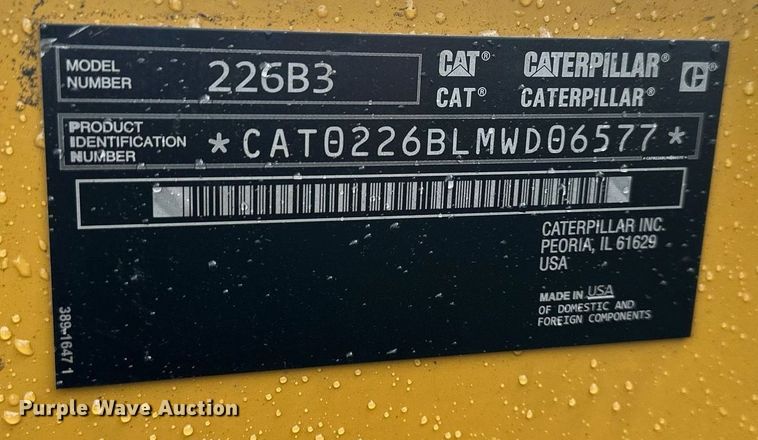 MODEL NUMBER 226B3
CAT® CATERPILLAR® C
CAT® CATERPILLAR®
PRODUCT IDENTIFICATION NUMBER *CAT0226BLMWD06577*
CATERPILLAR INC.
PEORIA, IL 61629
USA
MADE IN USA
OF DOMESTIC AND
FOREIGN COMPONENTS
389-1647 1
Purple Wave Auction